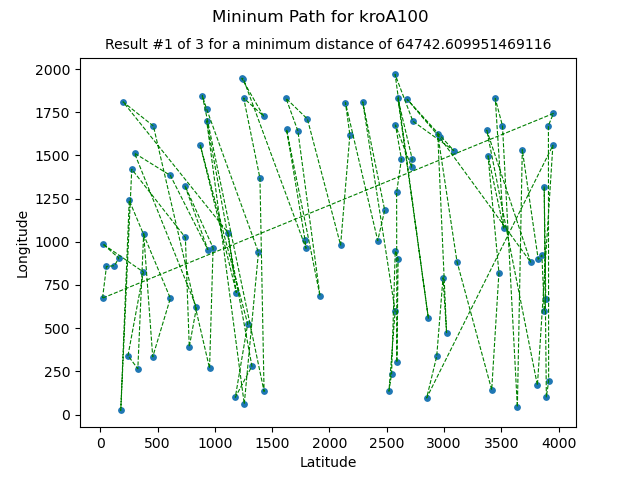 Mininum Path for kroA100
Result #1 of 3 for a minimum distance of 64742.609951469116
2000
1750
1500
1250
1000
750
500
250
0
Longitude
0 500 1000 1500 2000 2500 3000 3500 4000
Latitude